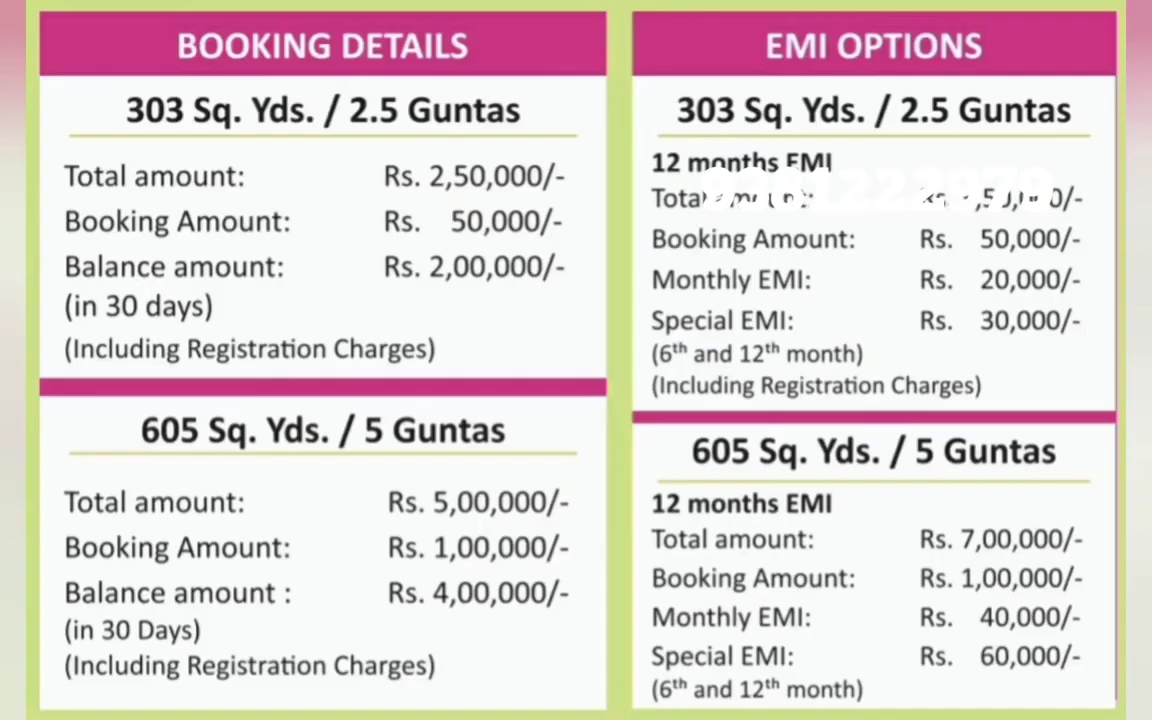 BOOKING DETAILS
303 Sq. Yds. / 2.5 Guntas
Total amount: Rs. 2,50,000/-
Booking Amount: Rs. 50,000/-
Balance amount: Rs. 2,00,000/-
(in 30 days)
(Including Registration Charges)
605 Sq. Yds. / 5 Guntas
Total amount: Rs. 5,00,000/-
Booking Amount: Rs. 1,00,000/-
Balance amount : Rs. 4,00,000/-
(in 30 Days)
(Including Registration Charges)
EMI OPTIONS
303 Sq. Yds. / 2.5 Guntas
12 months EMI
Total
Booking Amount: Rs. 50,000/-
Monthly EMI: Rs. 20,000/-
Special EMI: Rs. 30,000/-
(6th and 12th month)
(Including Registration Charges)
605 Sq. Yds. / 5 Guntas
12 months EMI
Total amount: Rs. 7,00,000/-
Booking Amount: Rs. 1,00,000/-
Monthly EMI: Rs. 40,000/-
Special EMI: Rs. 60,000/-
(6th and 12th month)